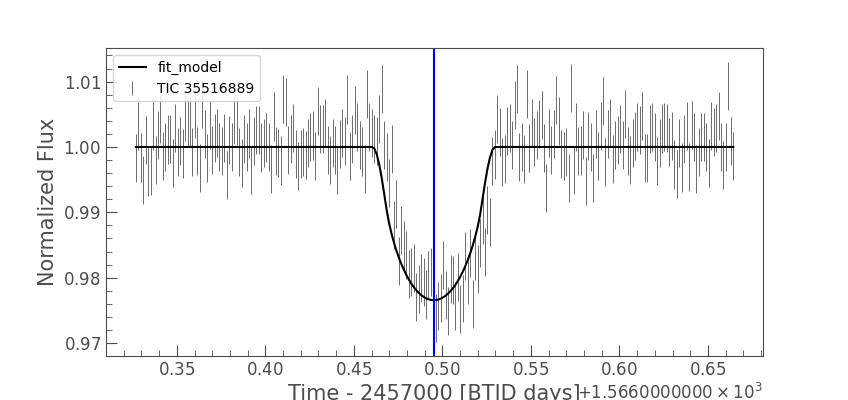 fit_model
TIC 35516889
Normalized Flux
1.01
1.00
0.99
0.98
0.97
0.35
0.40
0.45
0.50
0.55
0.60
0.65
Time - 2457000 [BTJD days]
+1.5660000000 × 10³